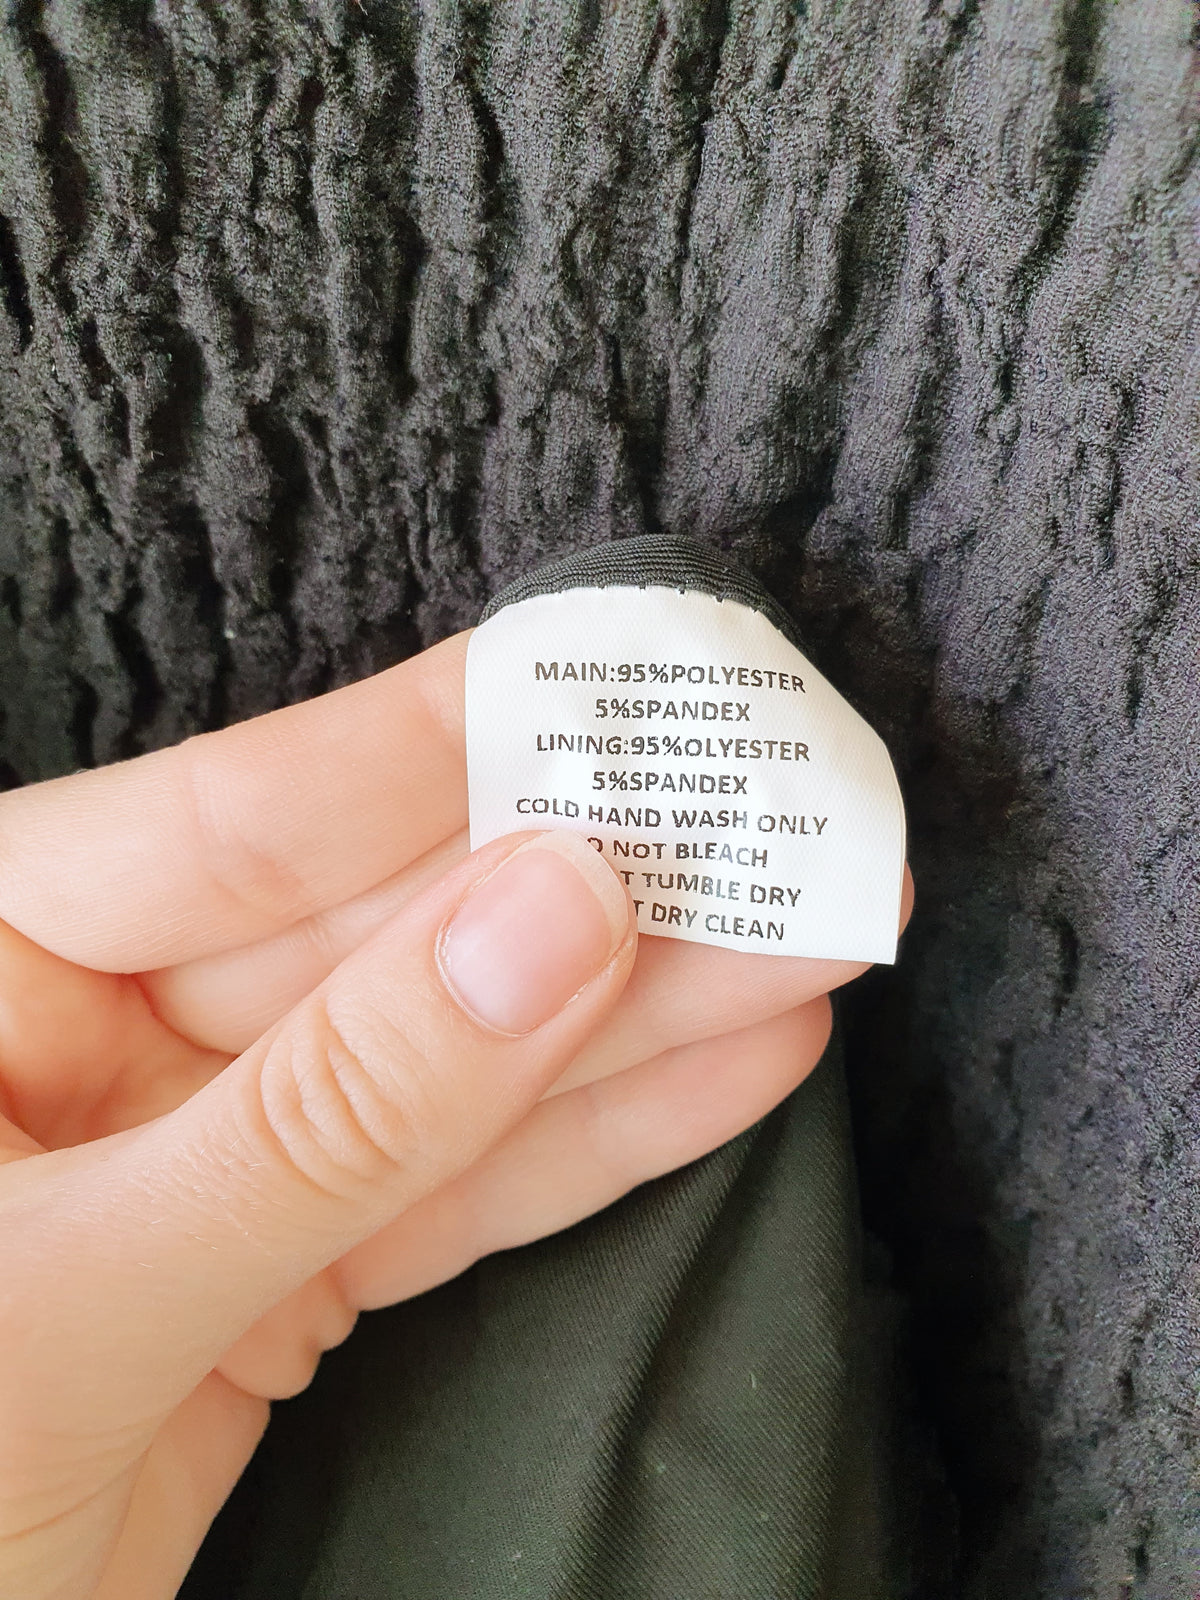 MAIN:95%POLYESTER
5%SPANDEX
LINING:95%OLYESTER
5%SPANDEX
COLD HAND WASH ONLY
O NOT BLEACH
T TUMBLE DRY
T DRY CLEAN